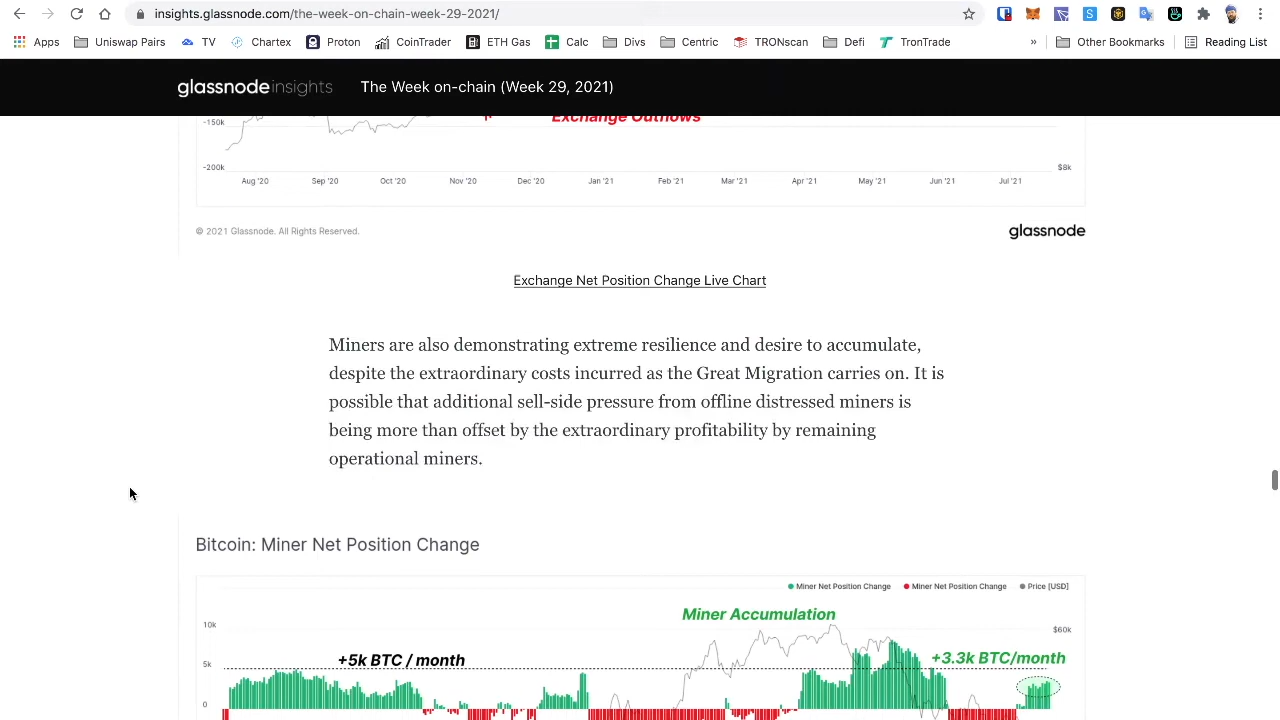 insights.glassnode.com/the-week-on-chain-week-29-2021/
Apps Uniswap Pairs TV Chartex Proton CoinTrader ETH Gas Calc Divs Centric TRONscan Defi TronTrade » Other Bookmarks Reading List
glassnodeinsights The Week on-chain (Week 29, 2021)
-150k Exchange Outflows
-200k $8k
Aug '20 Sep '20 Oct '20 Nov '20 Dec '20 Jan '21 Feb '21 Mar '21 Apr '21 May '21 Jun '21 Jul '21
© 2021 Glassnode. All Rights Reserved. glassnode
Exchange Net Position Change Live Chart
Miners are also demonstrating extreme resilience and desire to accumulate,
despite the extraordinary costs incurred as the Great Migration carries on. It is
possible that additional sell-side pressure from offline distressed miners is
being more than offset by the extraordinary profitability by remaining
operational miners.
Bitcoin: Miner Net Position Change
Miner Net Position Change Miner Net Position Change Price [USD]
Miner Accumulation
10k $60k
+5k BTC / month +3.3k BTC/month
5k
0